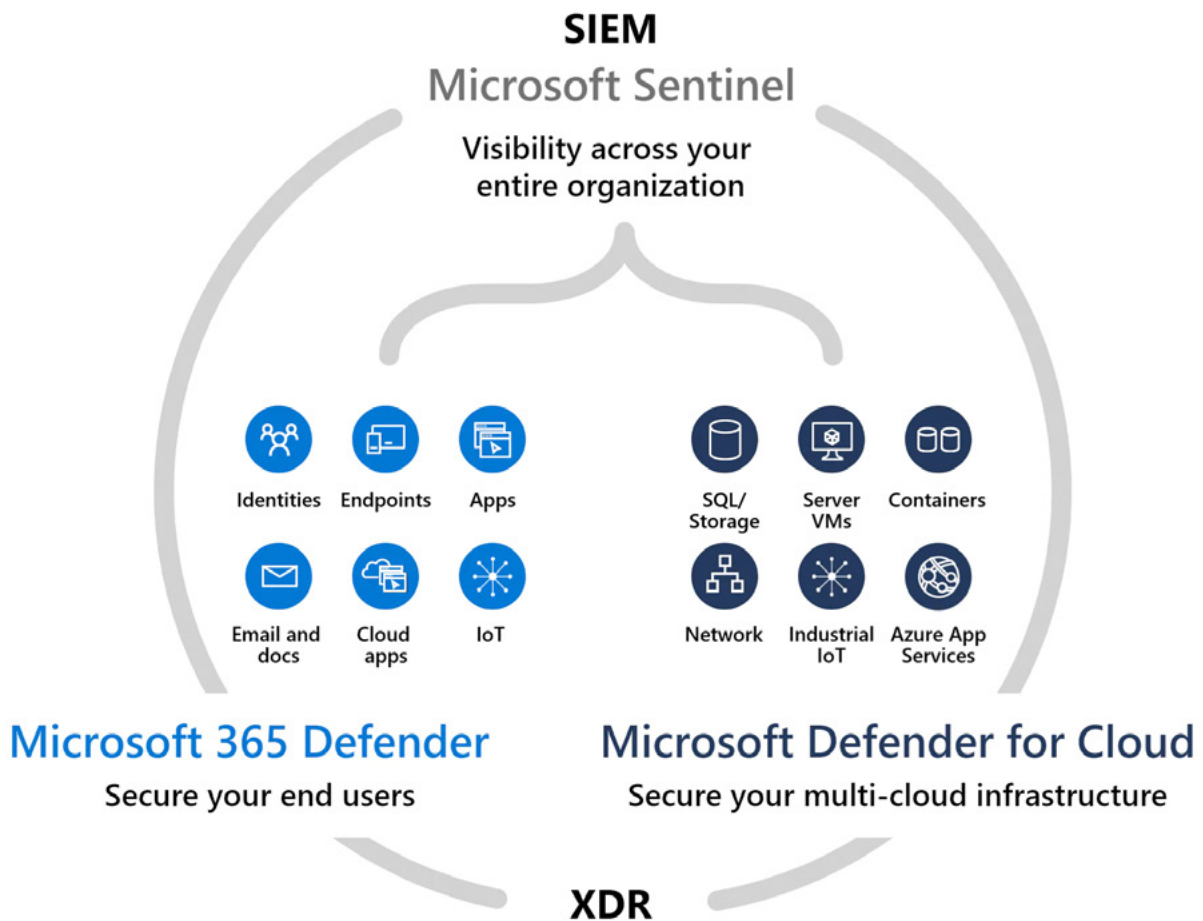 SIEM
Microsoft Sentinel
Visibility across your
entire organization
Identities
Endpoints
Apps
Email and
docs
Cloud
apps
IoT
SQL/
Storage
Server
VMs
Containers
Network
Industrial
IoT
Azure App
Services
Microsoft 365 Defender
Secure your end users
Microsoft Defender for Cloud
Secure your multi-cloud infrastructure
XDR